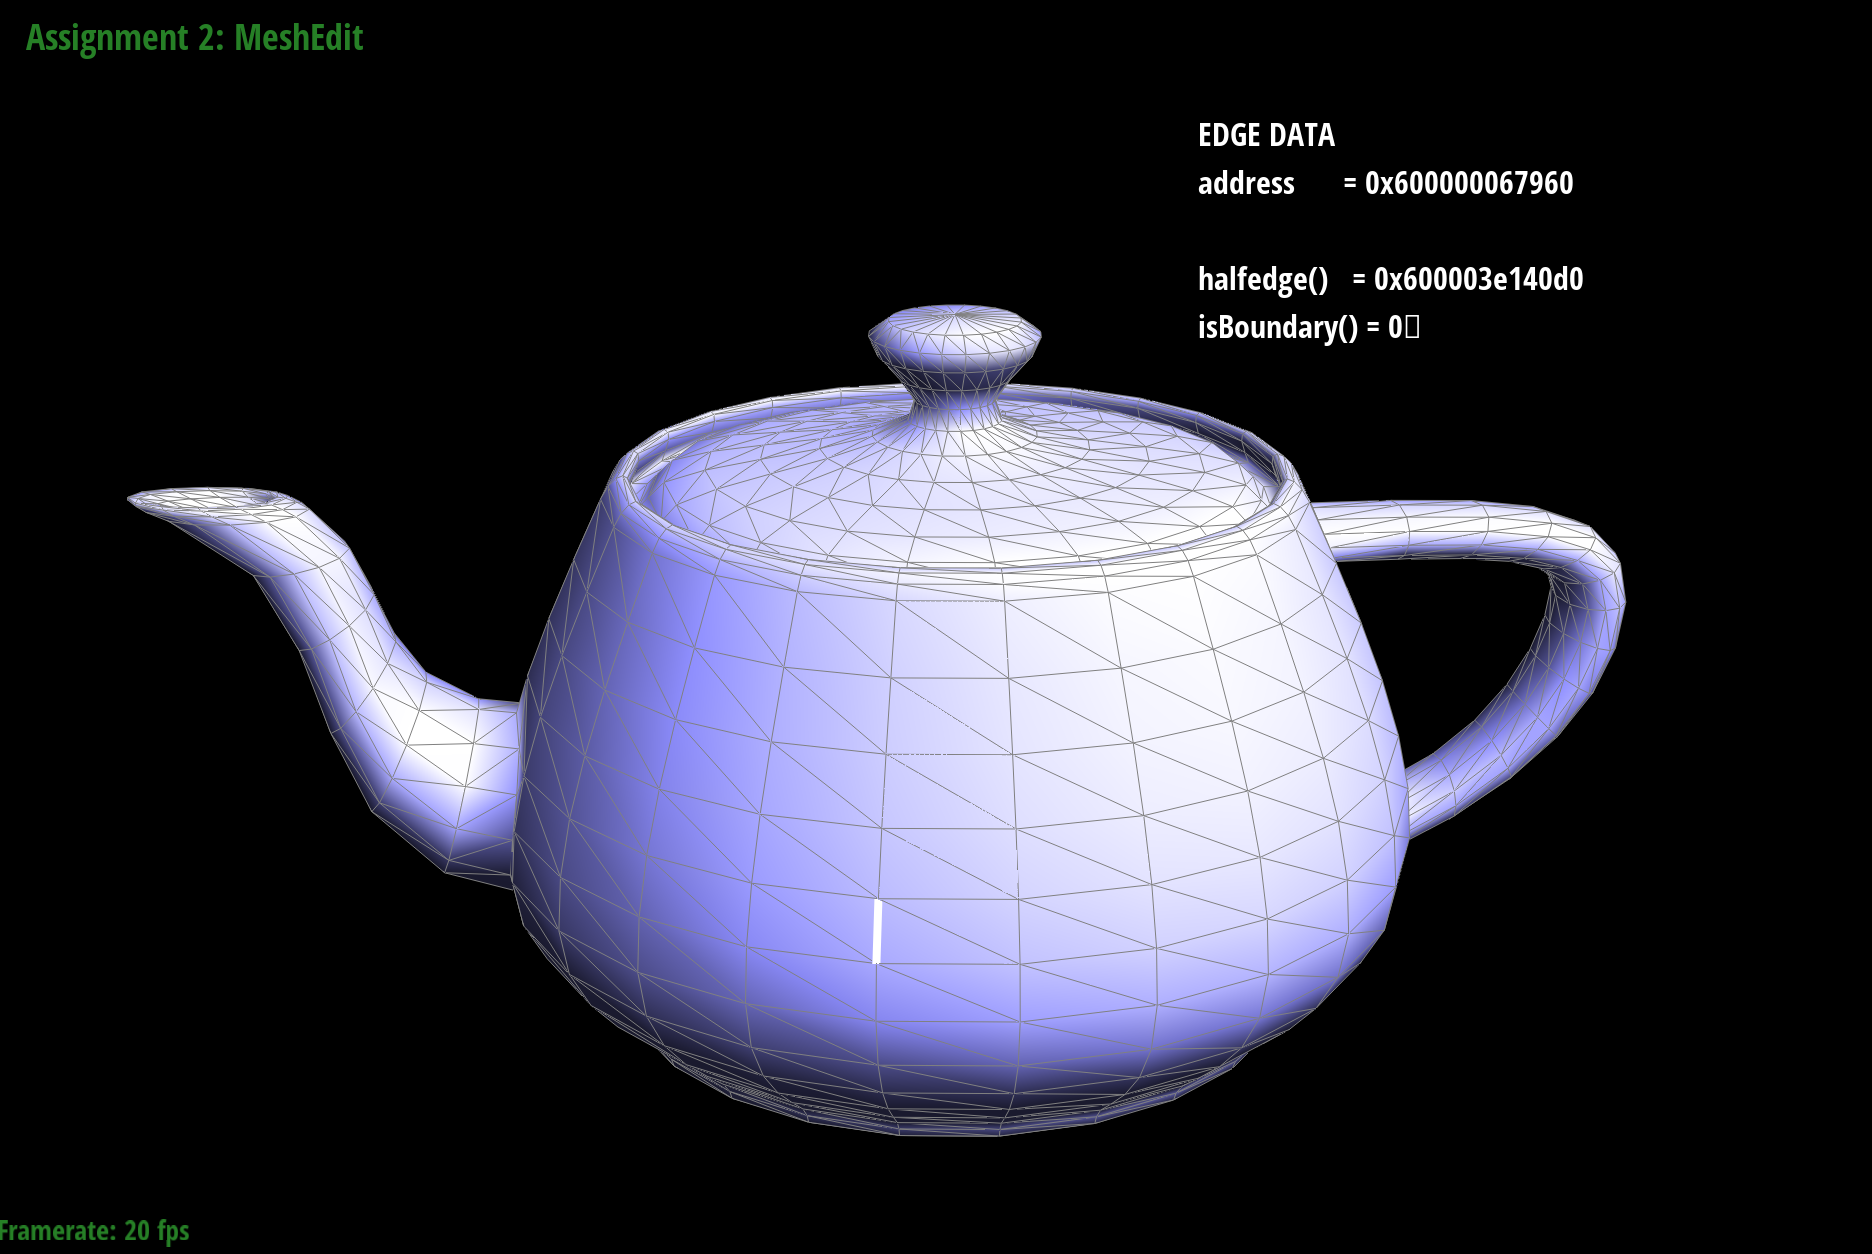 Assignment 2: MeshEdit
EDGE DATA
address = 0x600000067960
halfedge() = 0x600003e140d0
isBoundary() = 0
Framerate: 20 fps